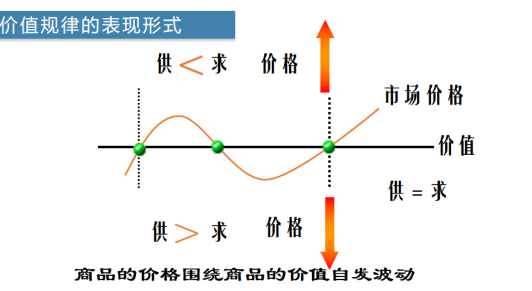 价值规律的表现形式
供 < 求 价格
市场价格
价值
供 = 求
供 > 求 价格
商品的价格围绕商品的价值自发波动